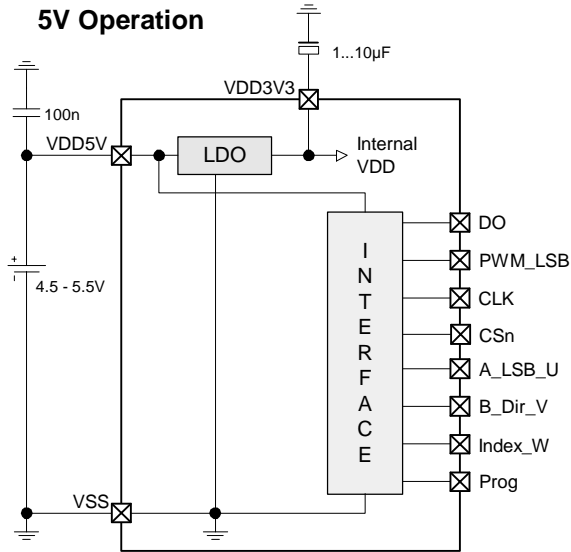 5V Operation
1...10µF
VDD3V3
100n
VDD5V
LDO
Internal
VDD
DO
PWM_LSB
CLK
CSn
A_LSB_U
B_Dir_V
Index_W
Prog
I
N
T
E
R
F
A
C
E
+
-
4.5 - 5.5V
VSS